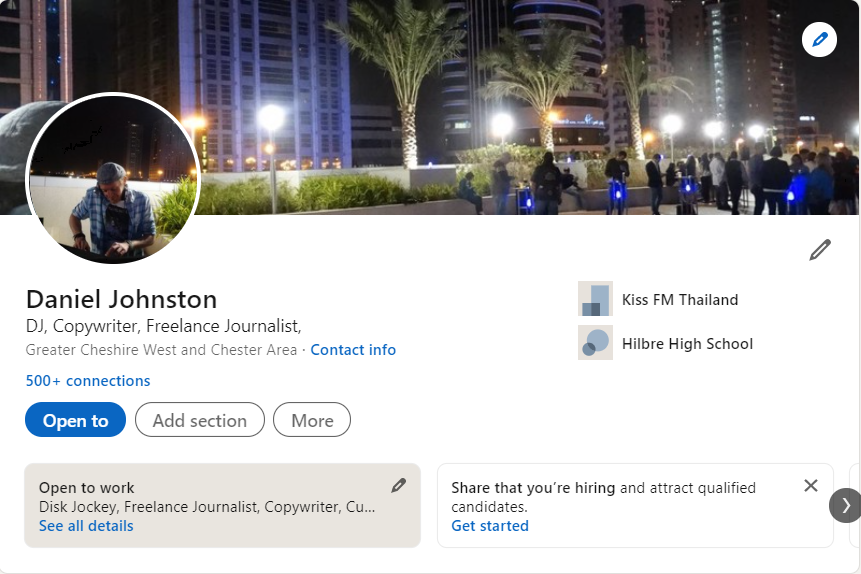 Daniel Johnston
DJ, Copywriter, Freelance Journalist,
Greater Cheshire West and Chester Area · Contact info
500+ connections
Open to
Add section
More
Kiss FM Thailand
Hilbre High School
Open to work
Disk Jockey, Freelance Journalist, Copywriter, Cu...
See all details
Share that you're hiring and attract qualified
candidates.
Get started